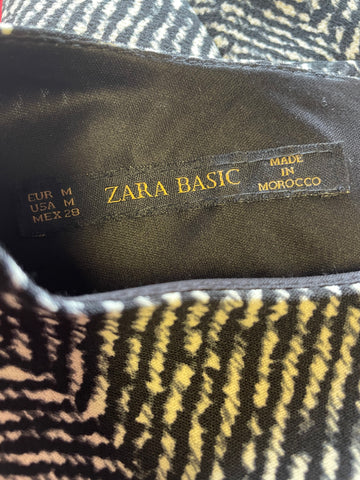 EUR M
USA M
MEX 28
ZARA BASIC
MADE
IN
MOROCCO